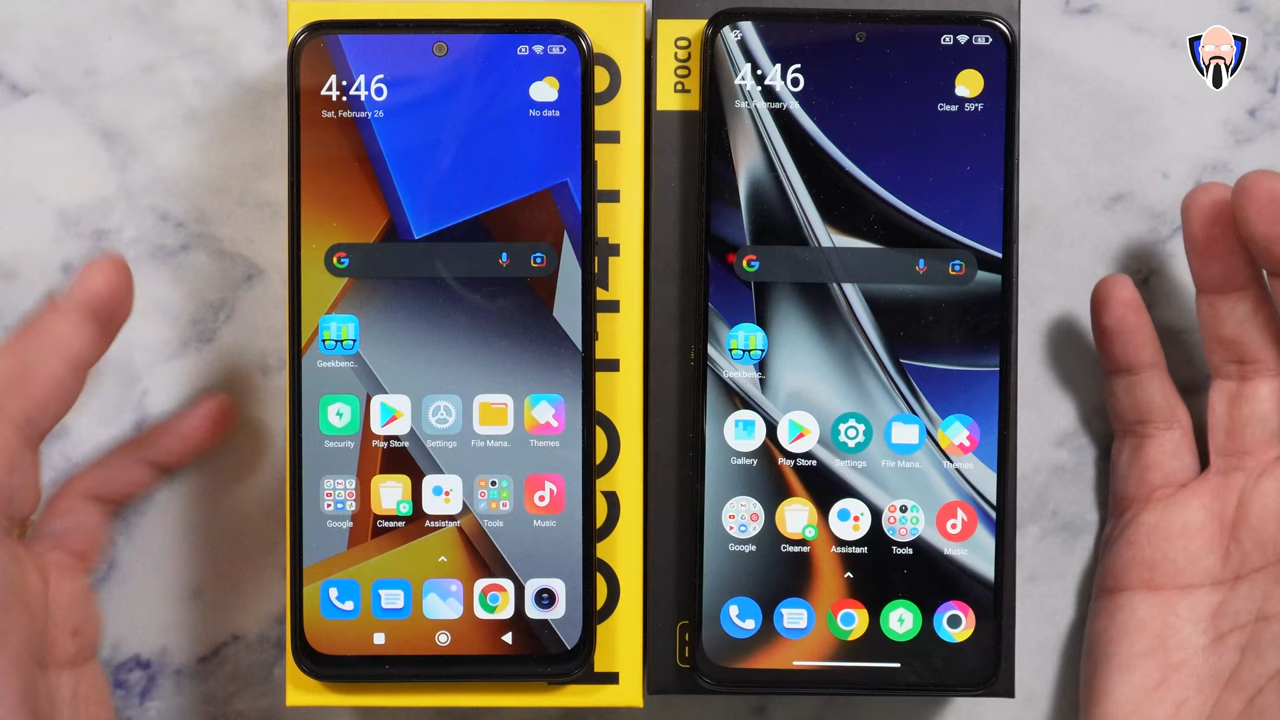 4:46
Sat, February 26
65
No data
Geekbenc..
Security
Play Store
Settings
File Mana..
Themes
Google
Cleaner
Assistant
Tools
Music
POCO
4:46
Sat, February 26
63
Clear 59°F
Geekbenc..
Gallery
Play Store
Settings
File Mana..
Themes
Google
Cleaner
Assistant
Tools
Music